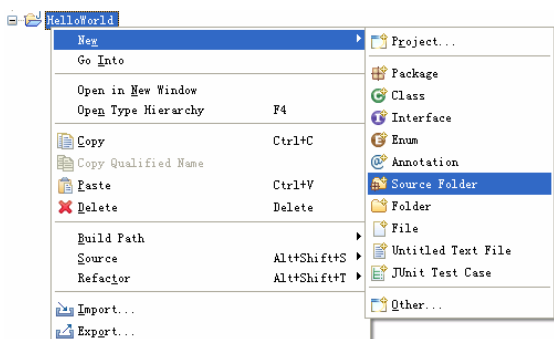 HelloWorld
New
Go Into
Open in New Window
Open Type Hierarchy F4
Copy Ctrl+C
Copy Qualified Name
Paste Ctrl+V
Delete Delete
Build Path
Source Alt+Shift+S
Refactor Alt+Shift+T
Import...
Export...
Project...
Package
Class
Interface
Enum
Annotation
Source Folder
Folder
File
Untitled Text File
JUnit Test Case
Other...